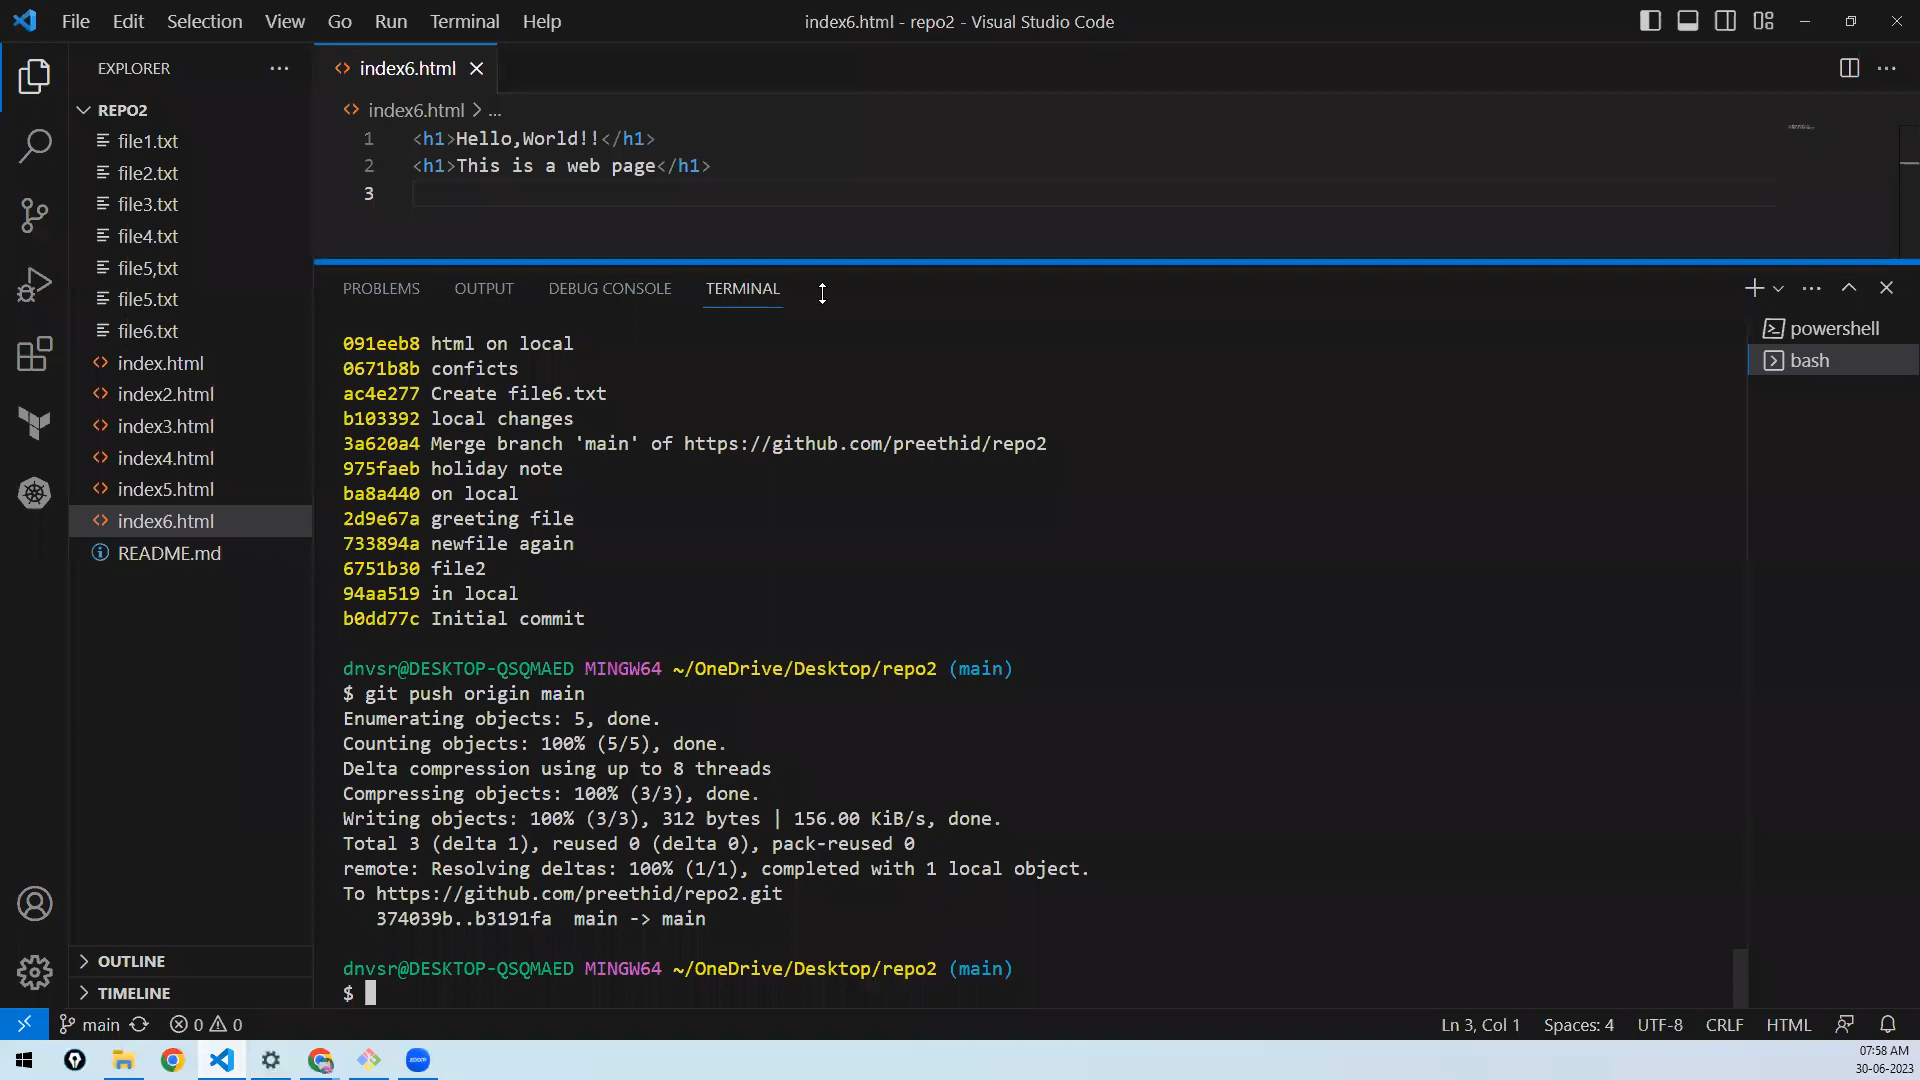 File Edit Selection View Go Run Terminal Help
index6.html - repo2 - Visual Studio Code
EXPLORER
REPO2
file1.txt
file2.txt
file3.txt
file4.txt
file5,txt
file5.txt
file6.txt
index.html
index2.html
index3.html
index4.html
index5.html
index6.html
README.md
OUTLINE
TIMELINE
index6.html
index6.html > ...
1 <h1>Hello,World!!</h1>
2 <h1>This is a web page</h1>
3
PROBLEMS OUTPUT DEBUG CONSOLE TERMINAL
powershell
bash
091eeb8 html on local
0671b8b conficts
ac4e277 Create file6.txt
b103392 local changes
3a620a4 Merge branch 'main' of https://github.com/preethid/repo2
975faeb holiday note
ba8a440 on local
2d9e67a greeting file
733894a newfile again
6751b30 file2
94aa519 in local
b0dd77c Initial commit
dnvsr@DESKTOP-QSQMAED MINGW64 ~/OneDrive/Desktop/repo2 (main)
$ git push origin main
Enumerating objects: 5, done.
Counting objects: 100% (5/5), done.
Delta compression using up to 8 threads
Compressing objects: 100% (3/3), done.
Writing objects: 100% (3/3), 312 bytes | 156.00 KiB/s, done.
Total 3 (delta 1), reused 0 (delta 0), pack-reused 0
remote: Resolving deltas: 100% (1/1), completed with 1 local object.
To https://github.com/preethid/repo2.git
374039b..b3191fa main -> main
dnvsr@DESKTOP-QSQMAED MINGW64 ~/OneDrive/Desktop/repo2 (main)
$
main 0 0
Ln 3, Col 1 Spaces: 4 UTF-8 CRLF HTML
zoom
07:58 AM
30-06-2023